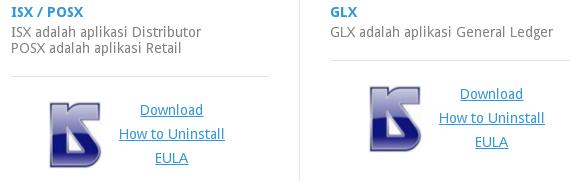 ISX / POSX
ISX adalah aplikasi Distributor
POSX adalah aplikasi Retail
Download
How to Uninstall
EULA
GLX
GLX adalah aplikasi General Ledger
Download
How to Uninstall
EULA